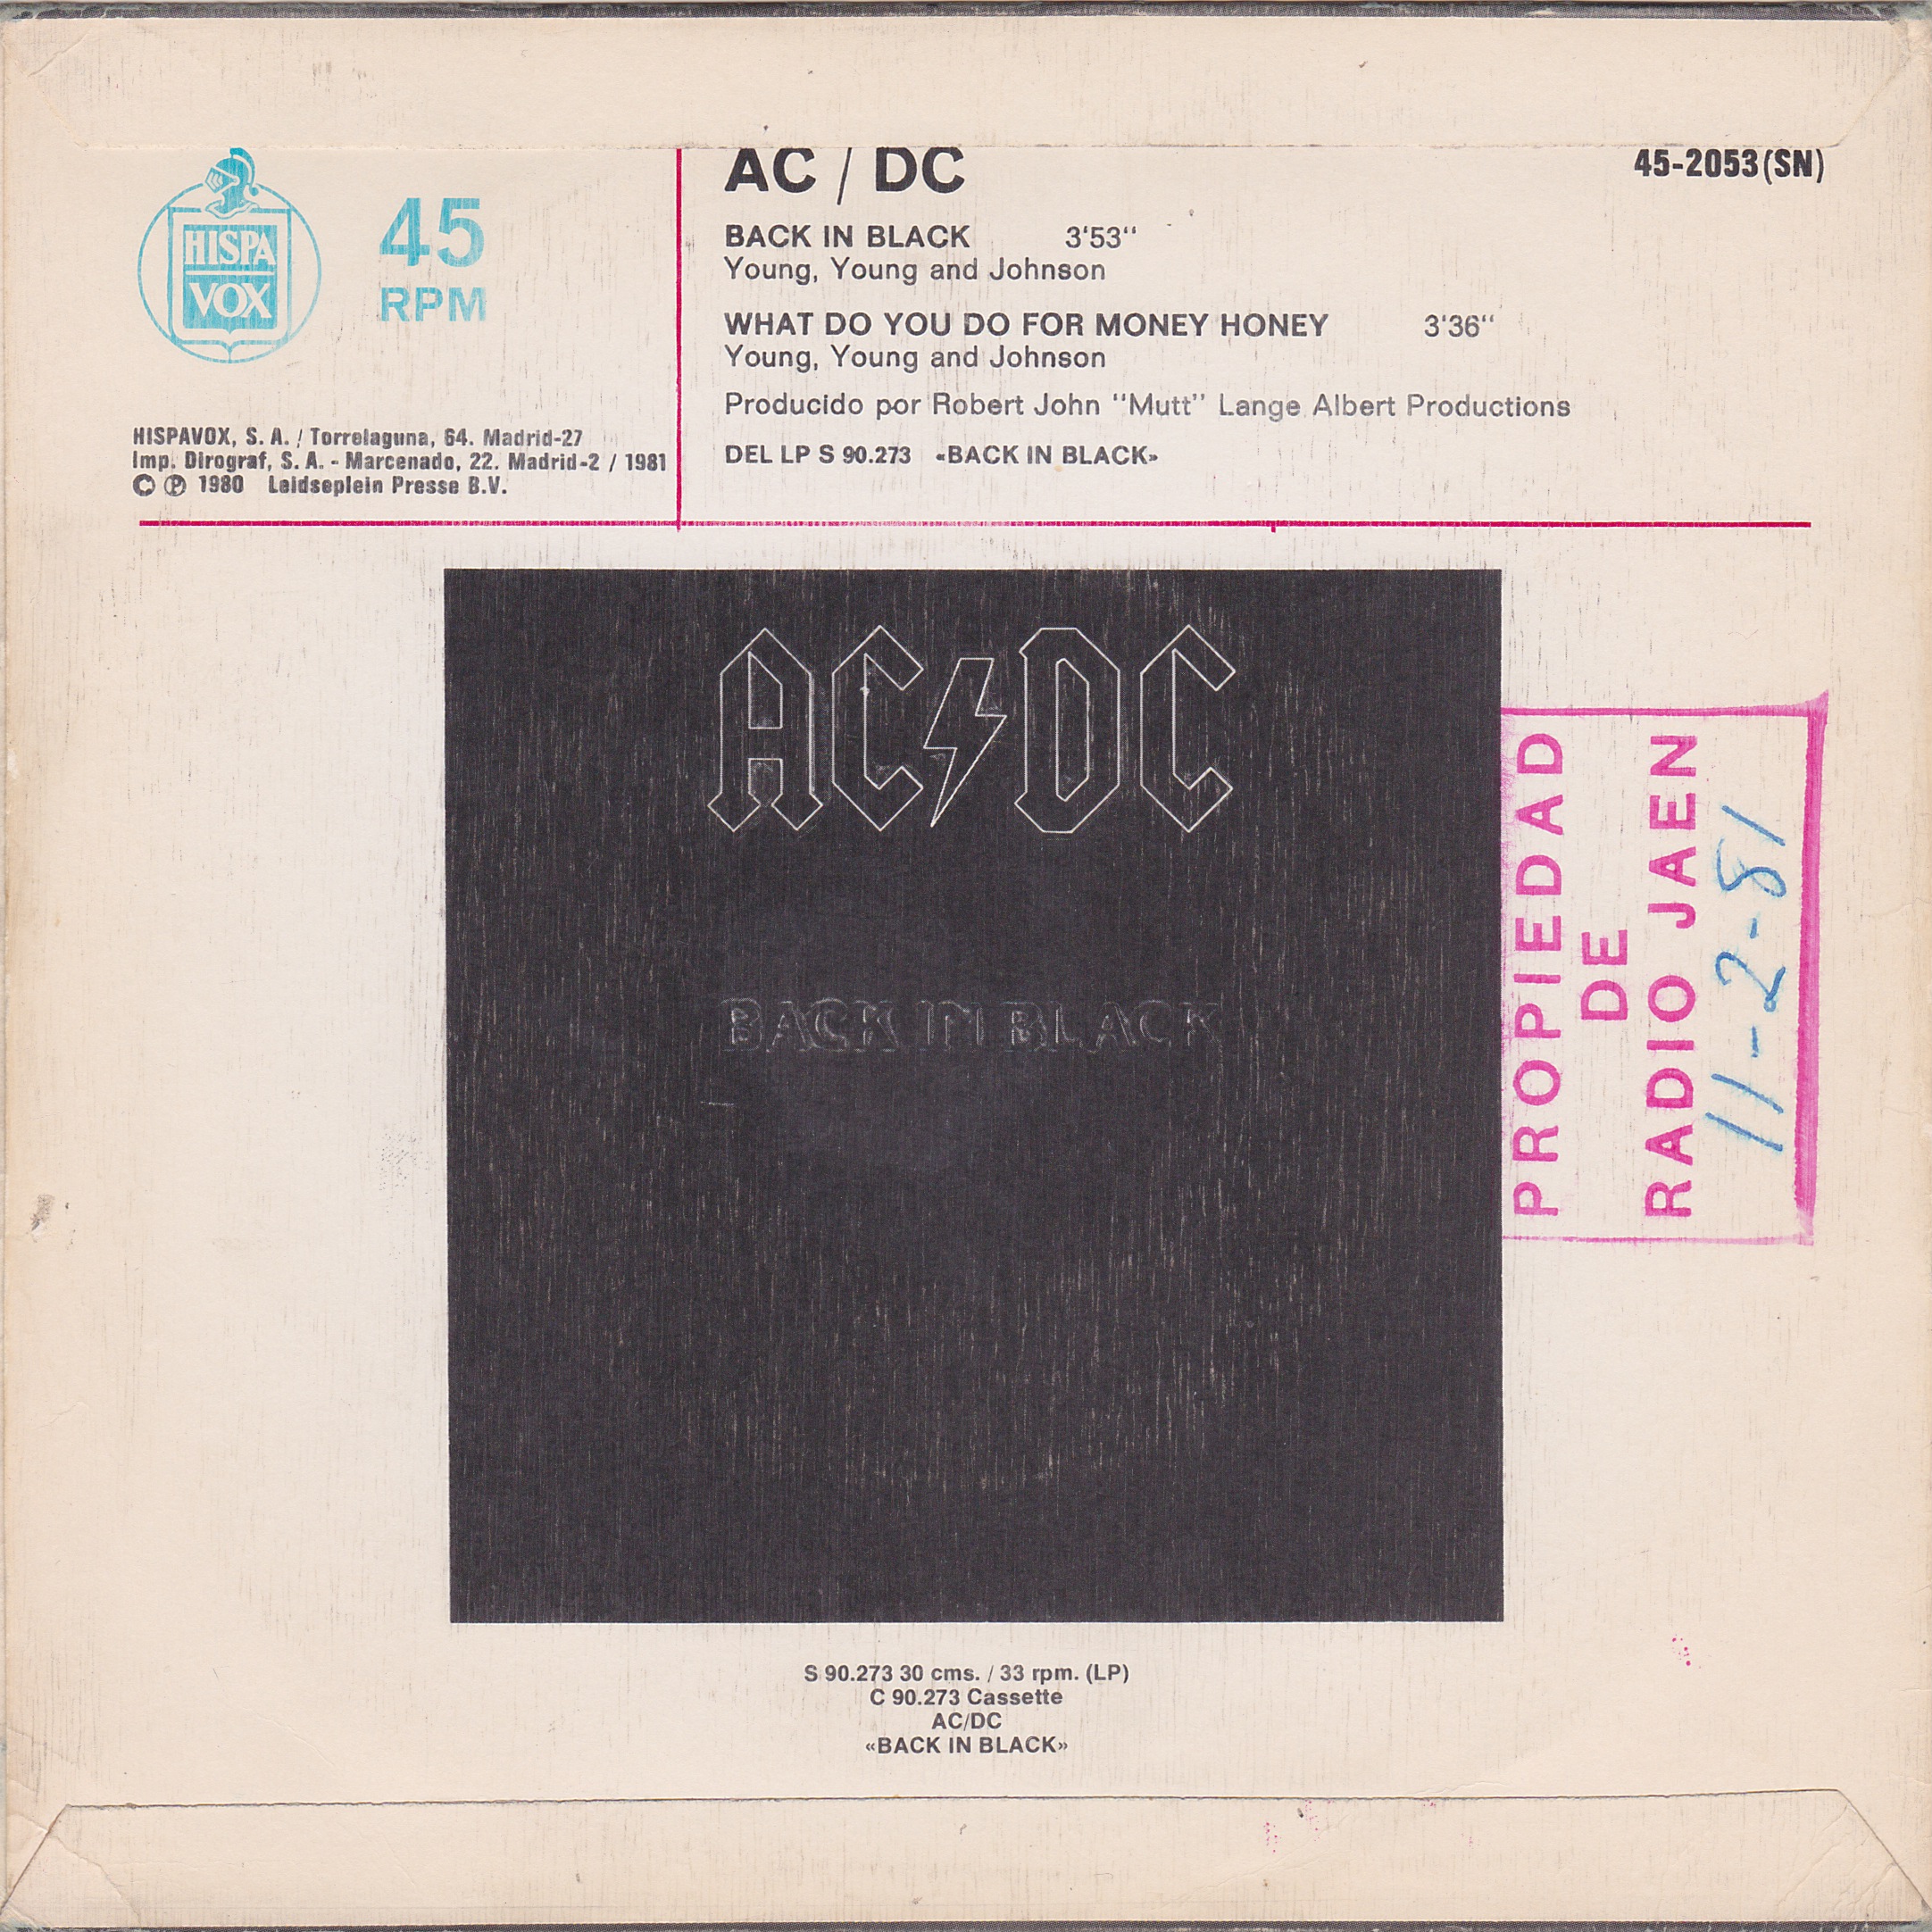 HISPA
VOX
45
RPM
HISPAVOX, S. A. / Torrelaguna, 64. Madrid-27
Imp. Dirograf, S. A. - Marcenado, 22. Madrid-2 / 1981
© ℗ 1980 Leidseplein Presse B.V.
AC / DC
45-2053(SN)
BACK IN BLACK 3'53"
Young, Young and Johnson
WHAT DO YOU DO FOR MONEY HONEY 3'36"
Young, Young and Johnson
Producido por Robert John "Mutt" Lange Albert Productions
DEL LP S 90.273 «BACK IN BLACK»
AC DC
BACK IN BLACK
PROPIEDAD
DE
RADIO JAEN
11-2-81
S 90.273 30 cms. / 33 rpm. (LP)
C 90.273 Cassette
AC/DC
«BACK IN BLACK»